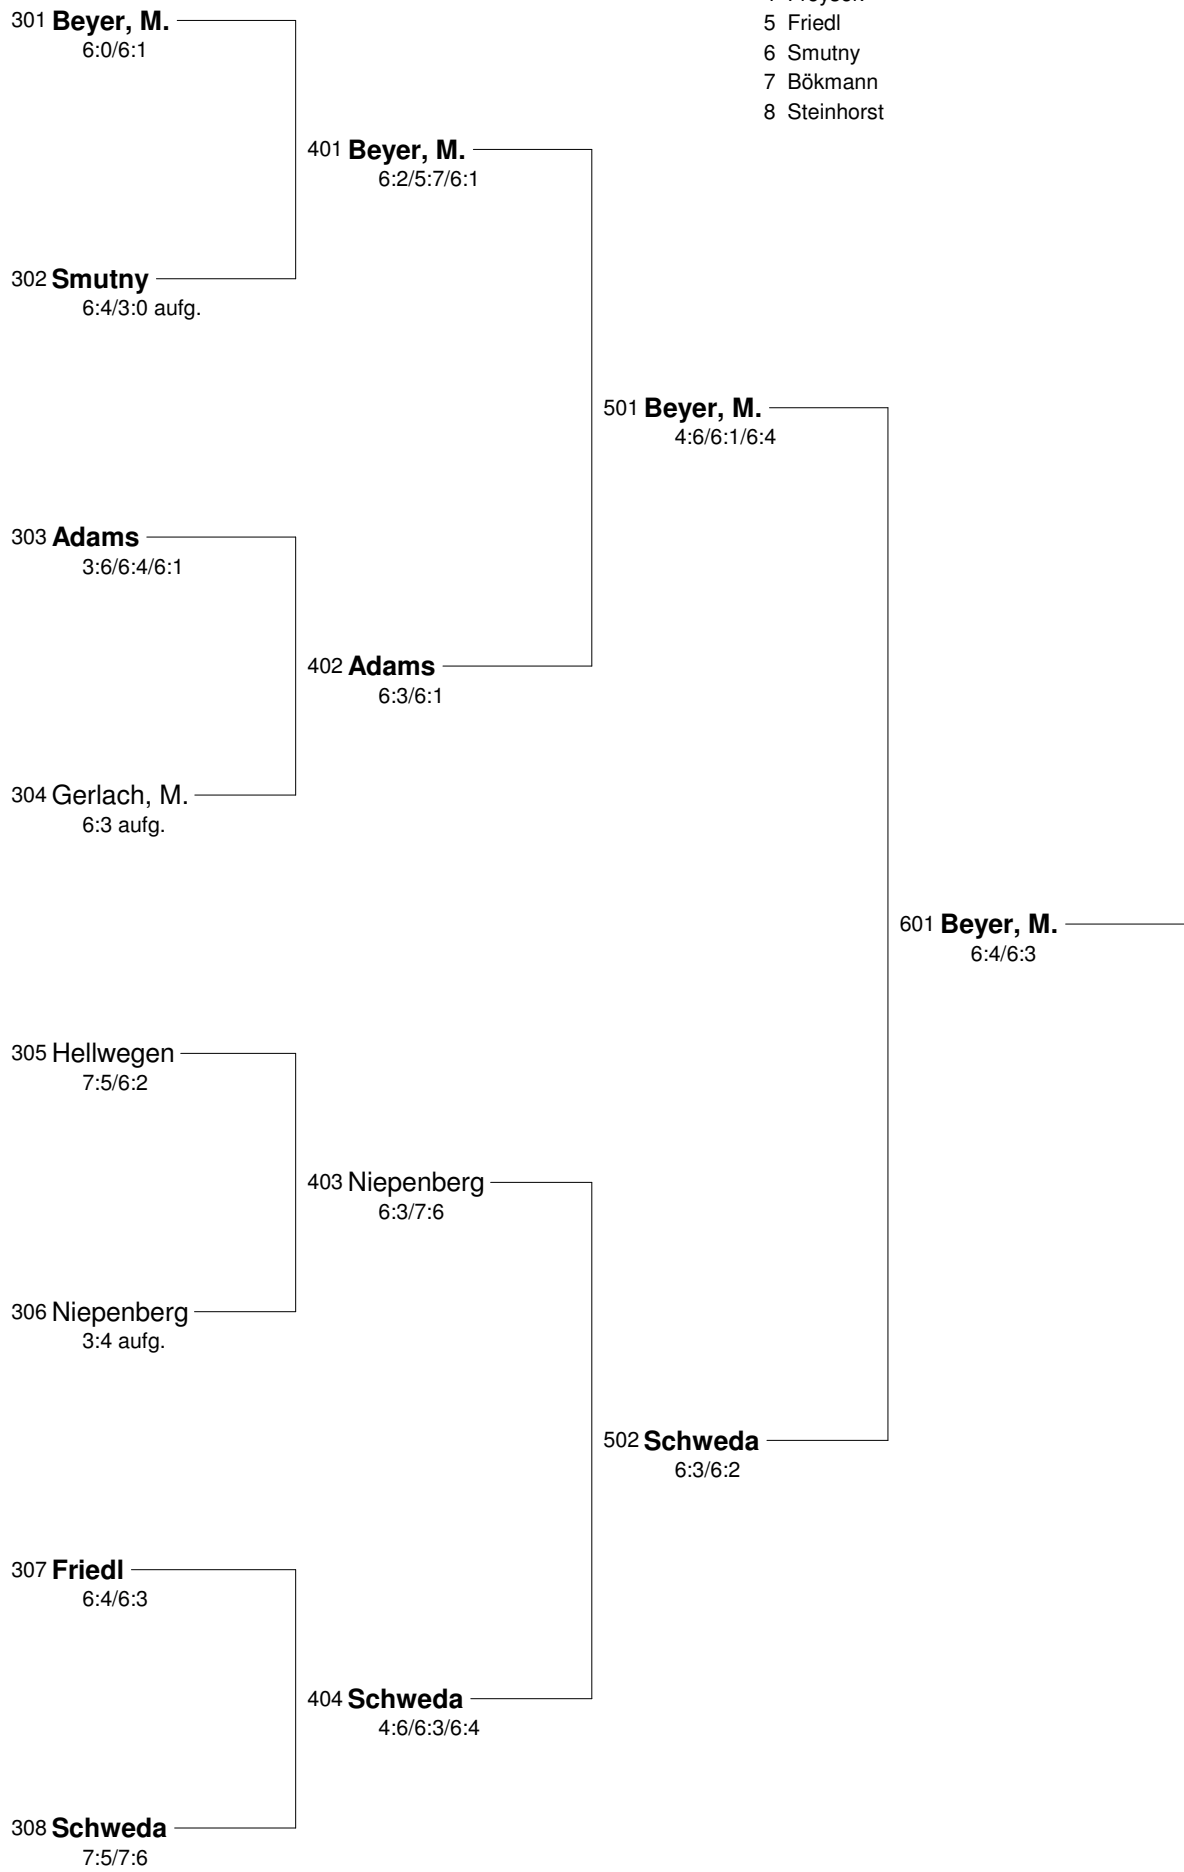 5 Friedl
6 Smutny
7 Bökmann
8 Steinhorst
301 Beyer, M.
6:0/6:1
401 Beyer, M.
6:2/5:7/6:1
302 Smutny
6:4/3:0 aufg.
501 Beyer, M.
4:6/6:1/6:4
303 Adams
3:6/6:4/6:1
402 Adams
6:3/6:1
304 Gerlach, M.
6:3 aufg.
601 Beyer, M.
6:4/6:3
305 Hellwegen
7:5/6:2
403 Niepenberg
6:3/7:6
306 Niepenberg
3:4 aufg.
502 Schweda
6:3/6:2
307 Friedl
6:4/6:3
404 Schweda
4:6/6:3/6:4
308 Schweda
7:5/7:6